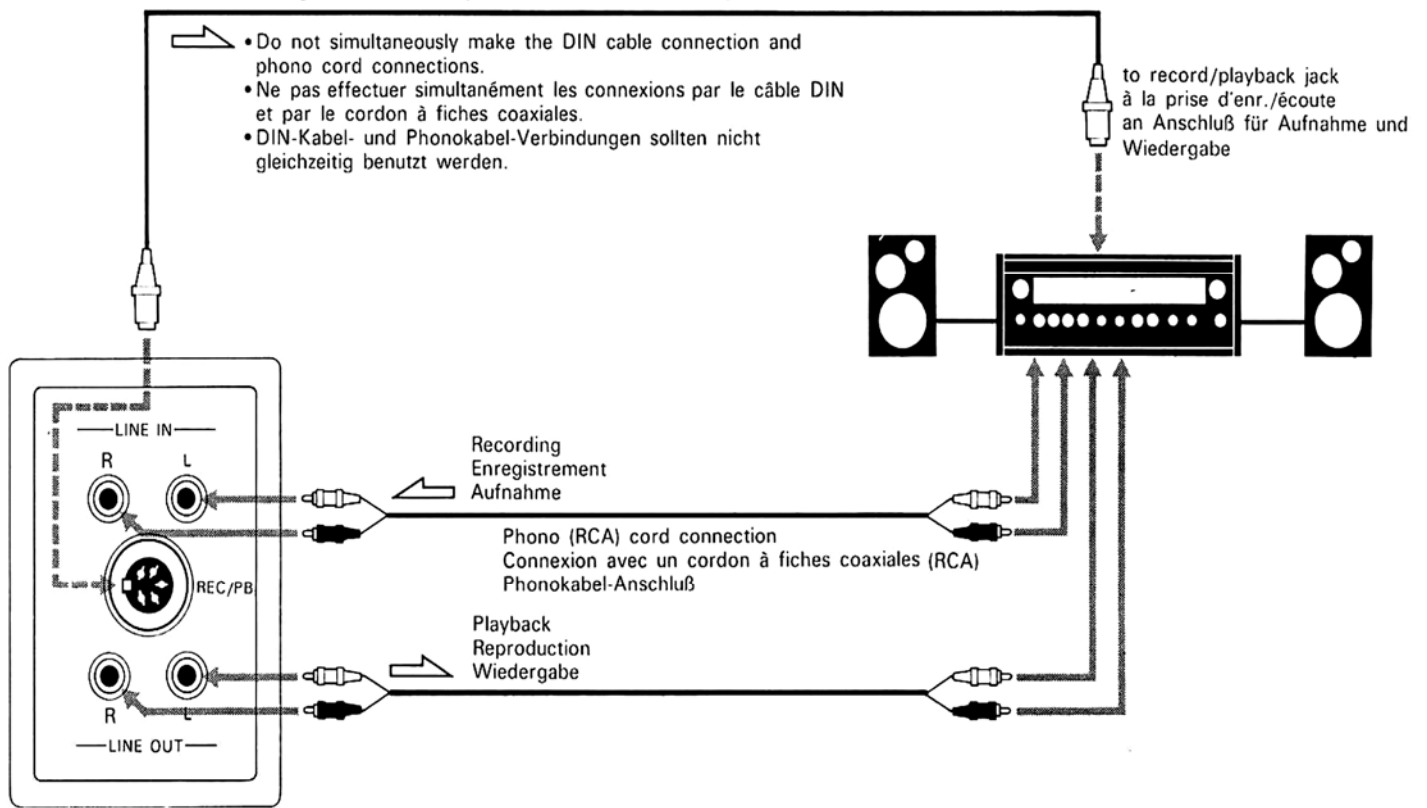 • Do not simultaneously make the DIN cable connection and
phono cord connections.
• Ne pas effectuer simultanément les connexions par le câble DIN
et par le cordon à fiches coaxiales.
• DIN-Kabel- und Phonokabel-Verbindungen sollten nicht
gleichzeitig benutzt werden.
to record/playback jack
à la prise d'enr./écoute
an Anschluß für Aufnahme und
Wiedergabe
LINE IN
R L
REC/PB
R L
LINE OUT
Recording
Enregistrement
Aufnahme
Phono (RCA) cord connection
Connexion avec un cordon à fiches coaxiales (RCA)
Phonokabel-Anschluß
Playback
Reproduction
Wiedergabe